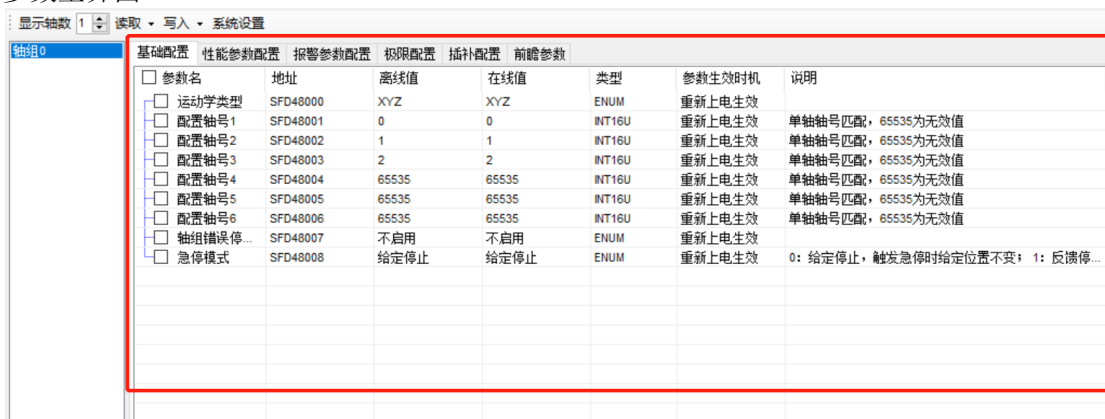 显示轴数 1 读取 写入 系统设置
轴组0
基础配置 性能参数配置 报警参数配置 极限配置 插补配置 前瞻参数
参数名 地址 离线值 在线值 类型 参数生效时机 说明
运动学类型 SFD48000 XYZ XYZ ENUM 重新上电生效
配置轴号1 SFD48001 0 0 INT16U 重新上电生效 单轴轴号匹配，65535为无效值
配置轴号2 SFD48002 1 1 INT16U 重新上电生效 单轴轴号匹配，65535为无效值
配置轴号3 SFD48003 2 2 INT16U 重新上电生效 单轴轴号匹配，65535为无效值
配置轴号4 SFD48004 65535 65535 INT16U 重新上电生效 单轴轴号匹配，65535为无效值
配置轴号5 SFD48005 65535 65535 INT16U 重新上电生效 单轴轴号匹配，65535为无效值
配置轴号6 SFD48006 65535 65535 INT16U 重新上电生效 单轴轴号匹配，65535为无效值
轴组错误停... SFD48007 不启用 不启用 ENUM 重新上电生效
急停模式 SFD48008 给定停止 给定停止 ENUM 重新上电生效 0：给定停止，触发急停时给定位置不变； 1：反馈停...